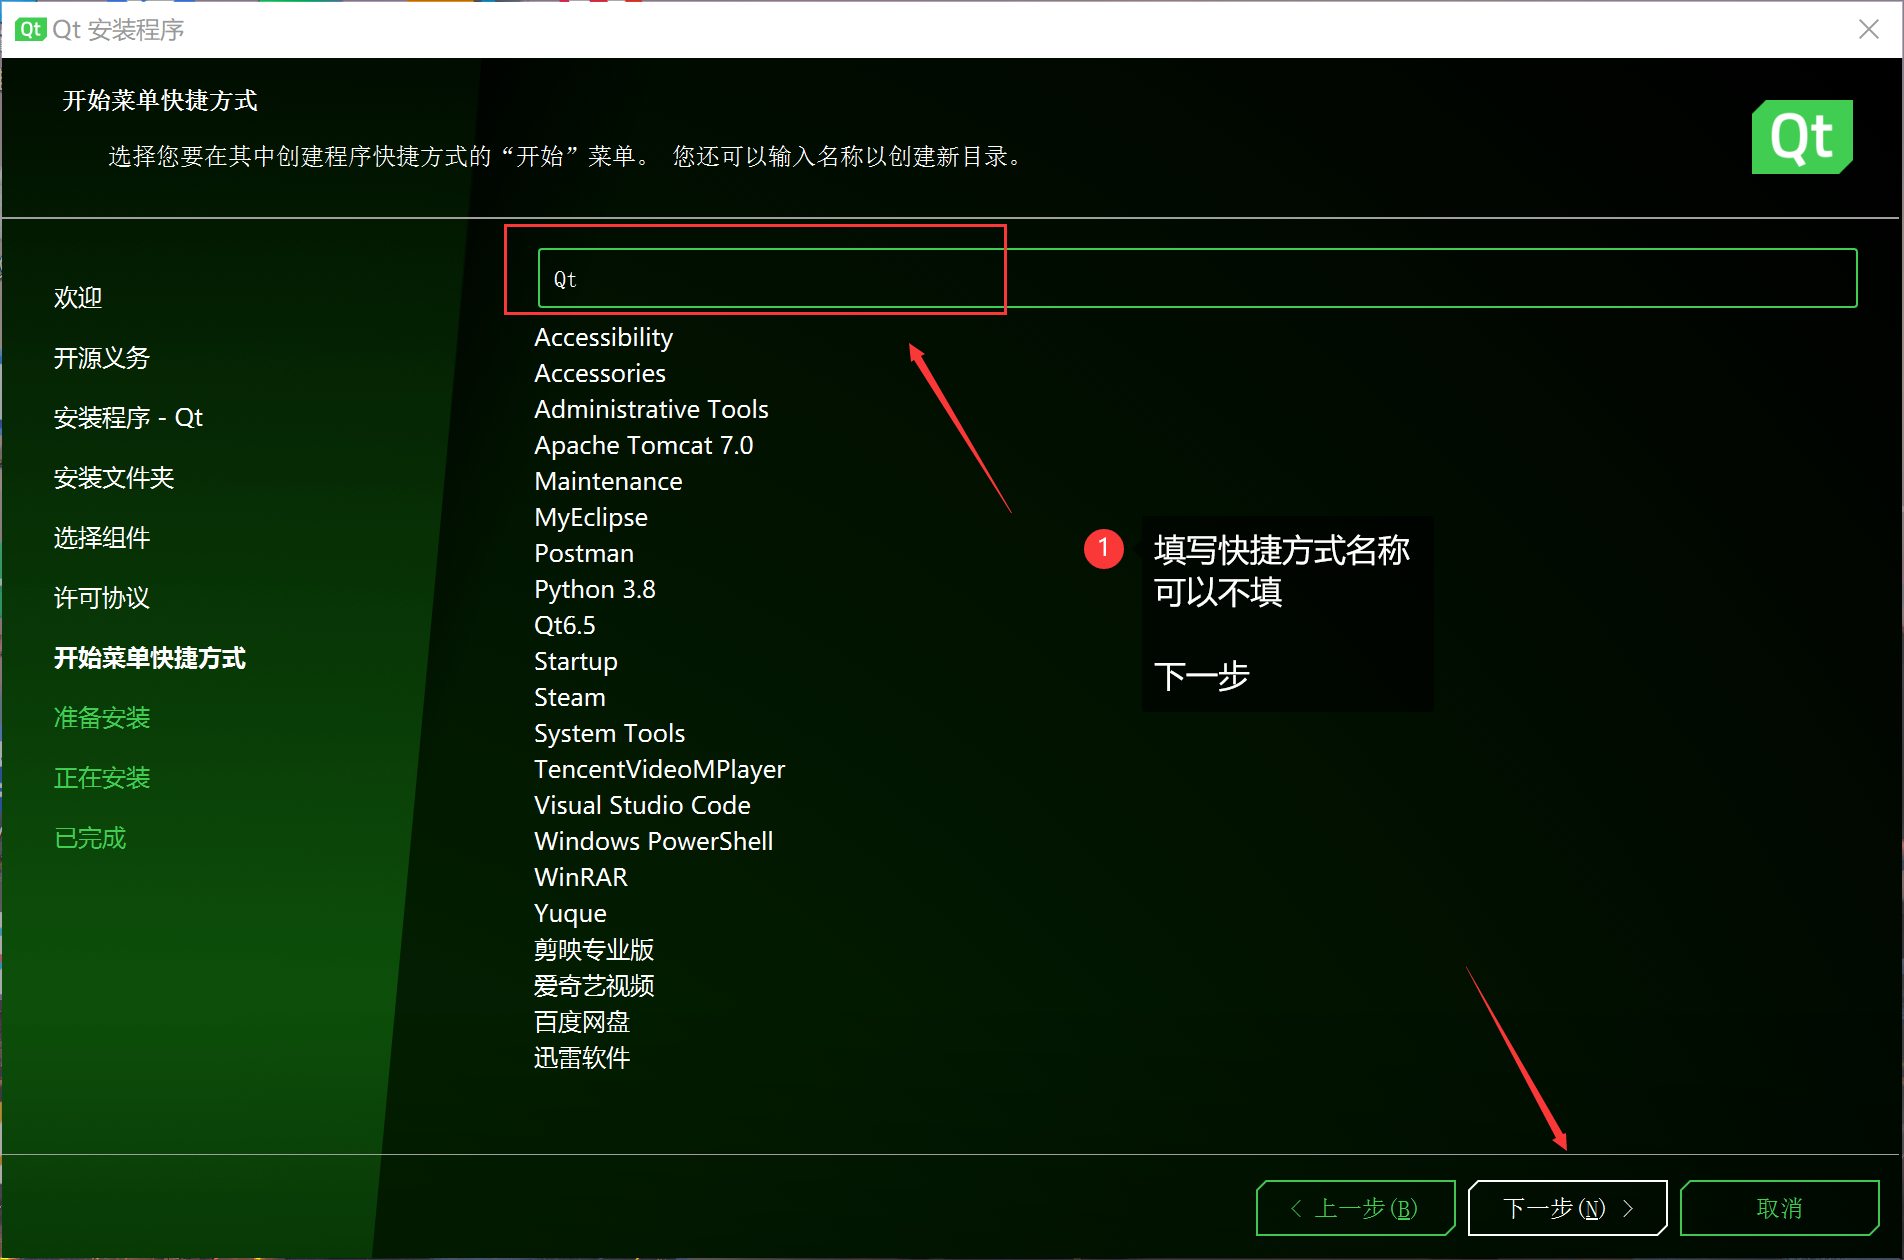 Qt Qt 安装程序
开始菜单快捷方式
选择您要在其中创建程序快捷方式的“开始”菜单。 您还可以输入名称以创建新目录。
Qt
欢迎
开源义务
安装程序 - Qt
安装文件夹
选择组件
许可协议
开始菜单快捷方式
准备安装
正在安装
已完成
Qt
Accessibility
Accessories
Administrative Tools
Apache Tomcat 7.0
Maintenance
MyEclipse
Postman
Python 3.8
Qt6.5
Startup
Steam
System Tools
TencentVideoMPlayer
Visual Studio Code
Windows PowerShell
WinRAR
Yuque
剪映专业版
爱奇艺视频
百度网盘
迅雷软件
1 填写快捷方式名称
可以不填
下一步
< 上一步(B)
下一步(N) >
取消